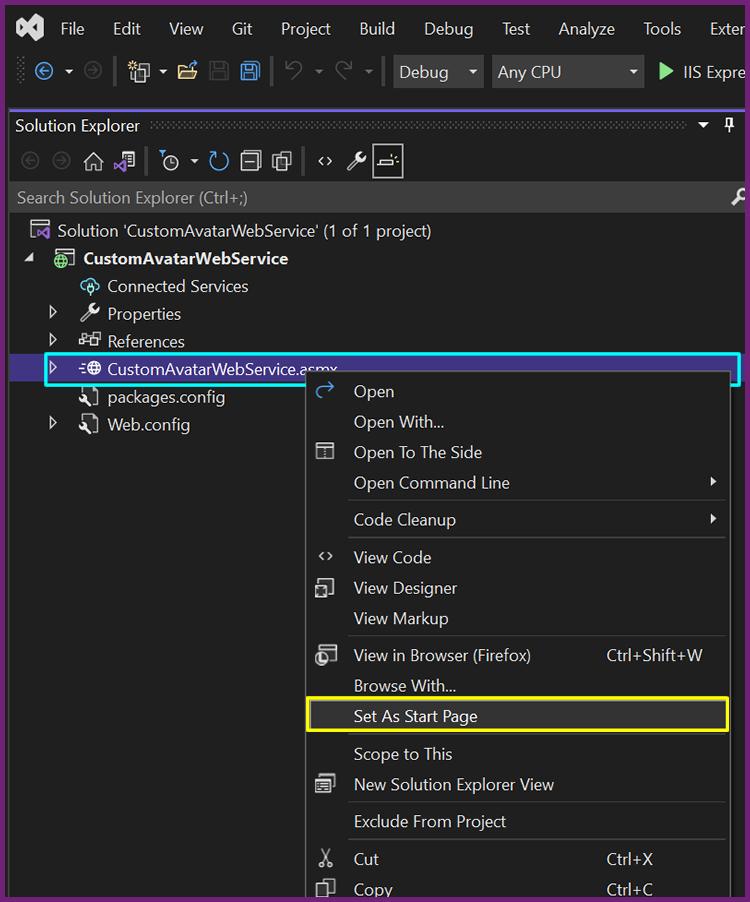 File Edit View Git Project Build Debug Test Analyze Tools Exter
Debug Any CPU IIS Expre
Solution Explorer
Search Solution Explorer (Ctrl+;)
Solution 'CustomAvatarWebService' (1 of 1 project)
CustomAvatarWebService
Connected Services
Properties
References
CustomAvatarWebService.asmx
packages.config
Web.config
Open
Open With...
Open To The Side
Open Command Line
Code Cleanup
View Code
View Designer
View Markup
View in Browser (Firefox) Ctrl+Shift+W
Browse With...
Set As Start Page
Scope to This
New Solution Explorer View
Exclude From Project
Cut Ctrl+X
Copy Ctrl+C